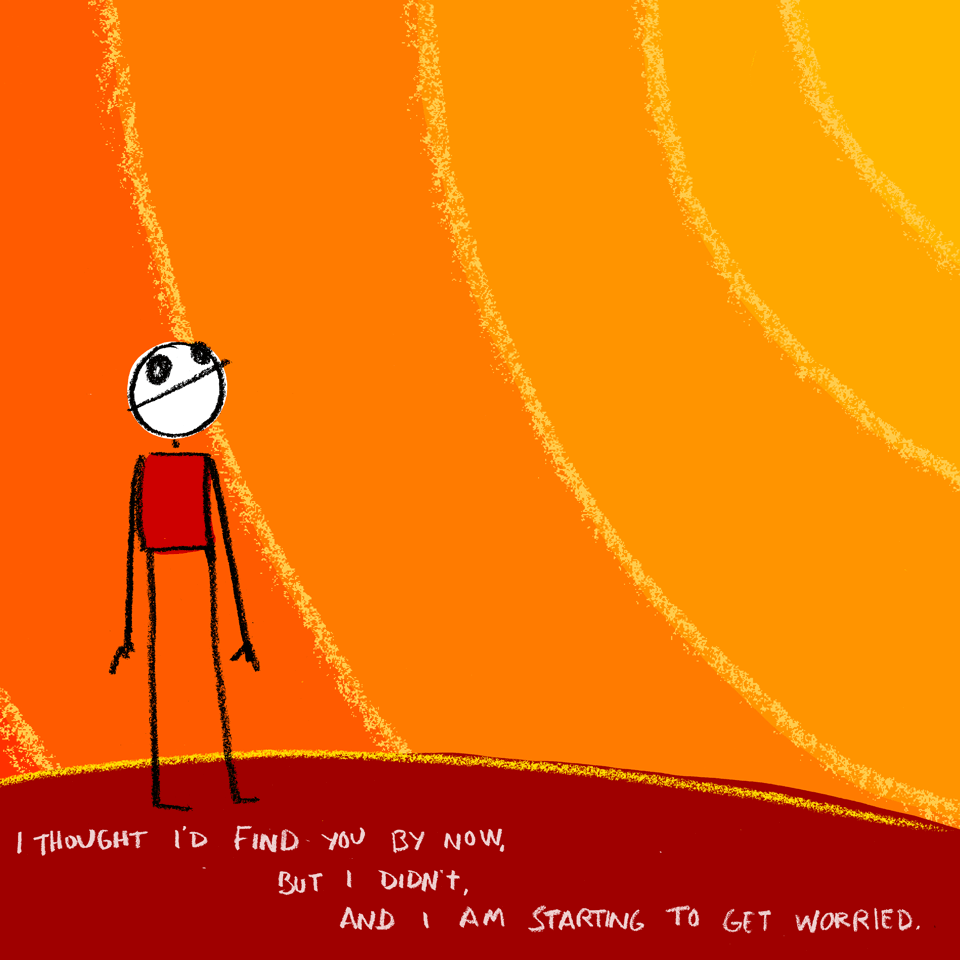 I THOUGHT I'D FIND YOU BY NOW,
BUT I DIDN'T,
AND I AM STARTING TO GET WORRIED.